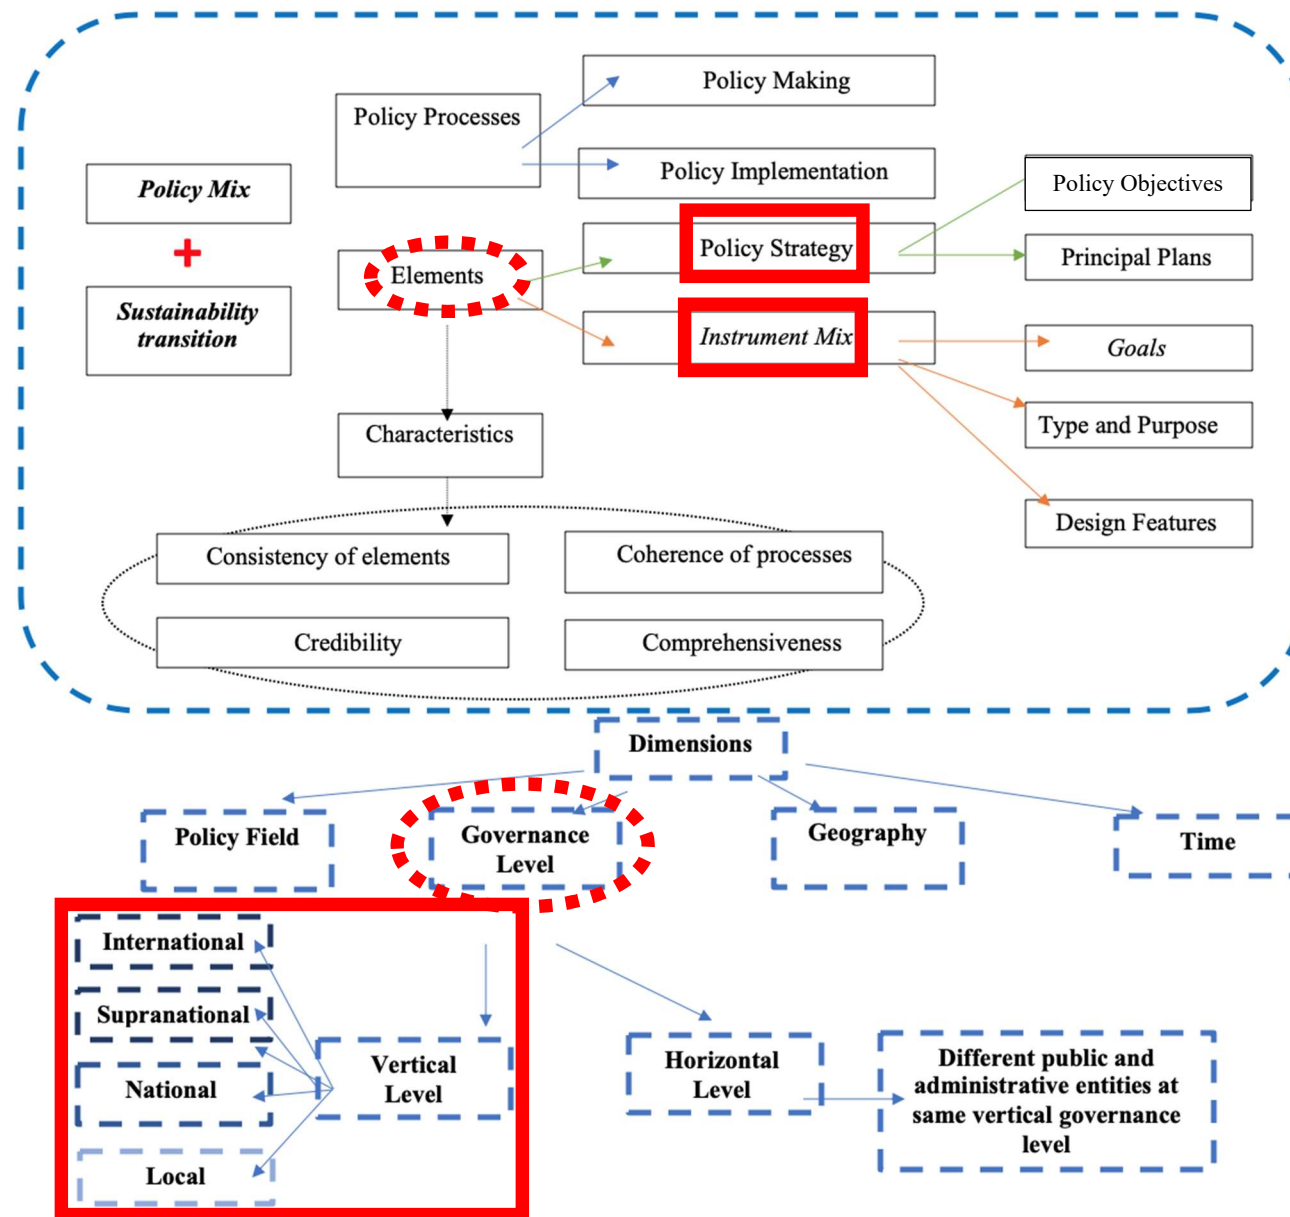 Policy Making
Policy Processes
Policy Implementation
Policy Mix
+
Sustainability
transition
Policy Objectives
Policy Strategy
Principal Plans
Elements
Instrument Mix
Goals
Type and Purpose
Characteristics
Design Features
Consistency of elements
Coherence of processes
Credibility
Comprehensiveness
Dimensions
Policy Field
Governance
Level
Geography
Time
International
Supranational
National
Local
Vertical
Level
Horizontal
Level
Different public and
administrative entities at
same vertical governance
level